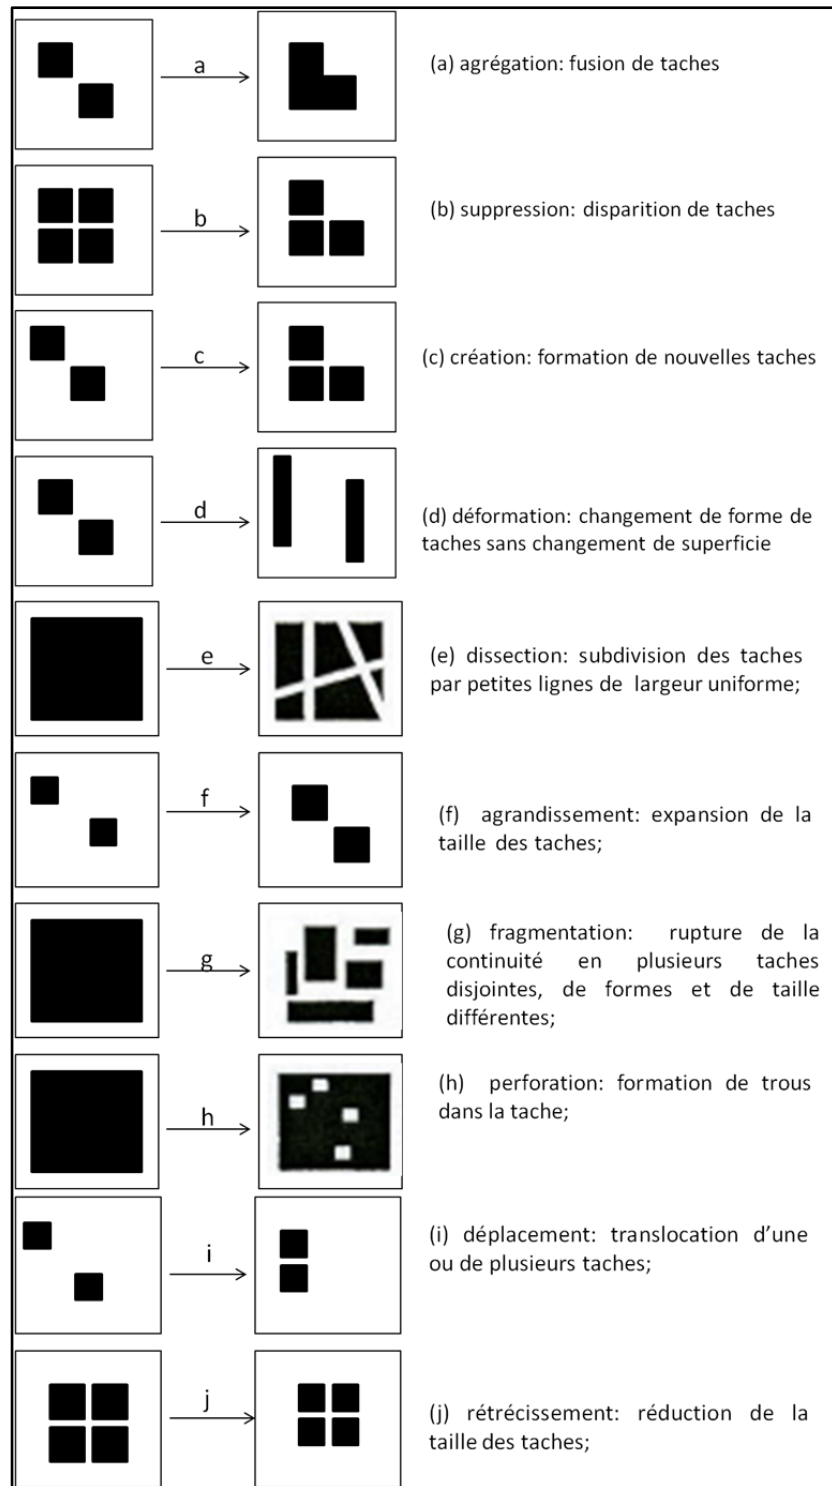 a
(a) agrégation: fusion de taches
b
(b) suppression: disparition de taches
c
(c) création: formation de nouvelles taches
d
(d) déformation: changement de forme de
taches sans changement de superficie
e
(e) dissection: subdivision des taches
par petites lignes de largeur uniforme;
f
(f) agrandissement: expansion de la
taille des taches;
g
(g) fragmentation: rupture de la
continuité en plusieurs taches
disjointes, de formes et de taille
différentes;
h
(h) perforation: formation de trous
dans la tache;
i
(i) déplacement: translocation d’une
ou de plusieurs taches;
j
(j) rétrécissement: réduction de la
taille des taches;